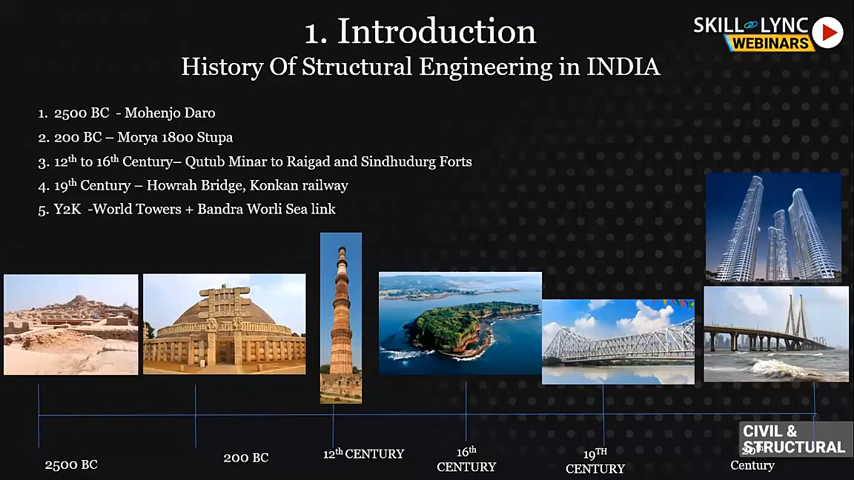 1. Introduction
SKILL LYNC
WEBINARS
History Of Structural Engineering in INDIA
1. 2500 BC - Mohenjo Daro
2. 200 BC – Morya 1800 Stupa
3. 12th to 16th Century– Qutub Minar to Raigad and Sindhudurg Forts
4. 19th Century – Howrah Bridge, Konkan railway
5. Y2K -World Towers + Bandra Worli Sea link
2500 BC
200 BC
12th CENTURY
16th
CENTURY
19TH
CENTURY
CIVIL &
STRUCTURAL
Century